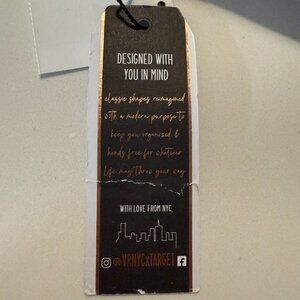 DESIGNED WITH
YOU IN MIND
classic shapes reimagined
with a modern purpose to
keep you organized &
hands free for whatever
life may throw your way
WITH LOVE FROM NYC,
@VRNYCXTARGET